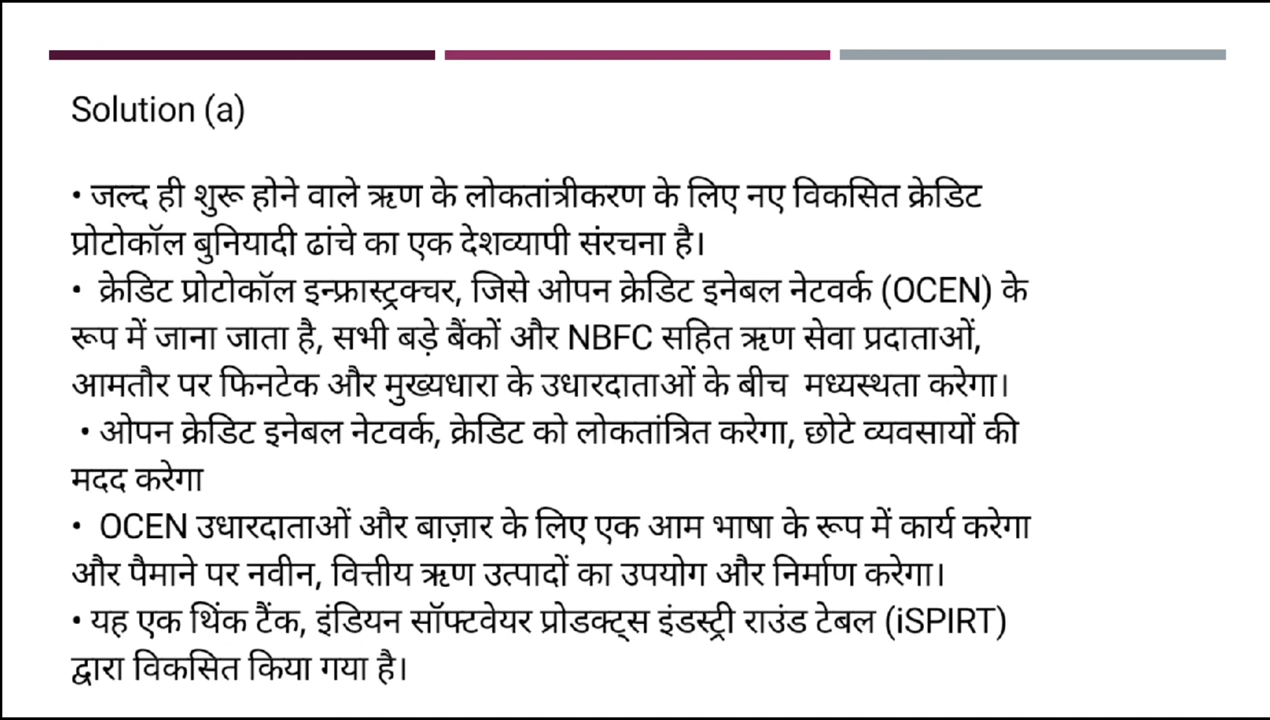 Solution (a)
• जल्द ही शुरू होने वाले ऋण के लोकतांत्रीकरण के लिए नए विकसित क्रेडिट
प्रोटोकॉल बुनियादी ढांचे का एक देशव्यापी संरचना है।
• क्रेडिट प्रोटोकॉल इन्फ्रास्ट्रक्चर, जिसे ओपन क्रेडिट इनेबल नेटवर्क (OCEN) के
रूप में जाना जाता है, सभी बड़े बैंकों और NBFC सहित ऋण सेवा प्रदाताओं,
आमतौर पर फिनटेक और मुख्यधारा के उधारदाताओं के बीच मध्यस्थता करेगा।
• ओपन क्रेडिट इनेबल नेटवर्क, क्रेडिट को लोकतांत्रित करेगा, छोटे व्यवसायों की
मदद करेगा
• OCEN उधारदाताओं और बाज़ार के लिए एक आम भाषा के रूप में कार्य करेगा
और पैमाने पर नवीन, वित्तीय ऋण उत्पादों का उपयोग और निर्माण करेगा।
• यह एक थिंक टैंक, इंडियन सॉफ्टवेयर प्रोडक्ट्स इंडस्ट्री राउंड टेबल (iSPIRT)
द्वारा विकसित किया गया है।